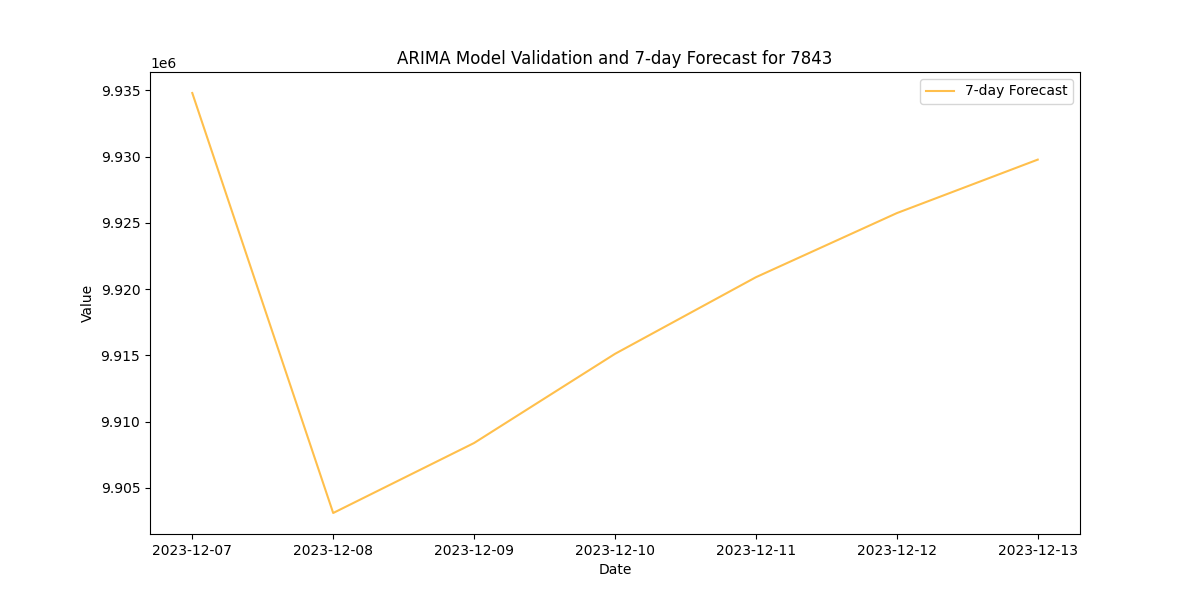 ARIMA Model Validation and 7-day Forecast for 7843
1e6
7-day Forecast
9.935
9.930
9.925
9.920
9.915
9.910
9.905
Value
2023-12-07 2023-12-08 2023-12-09 2023-12-10 2023-12-11 2023-12-12 2023-12-13
Date